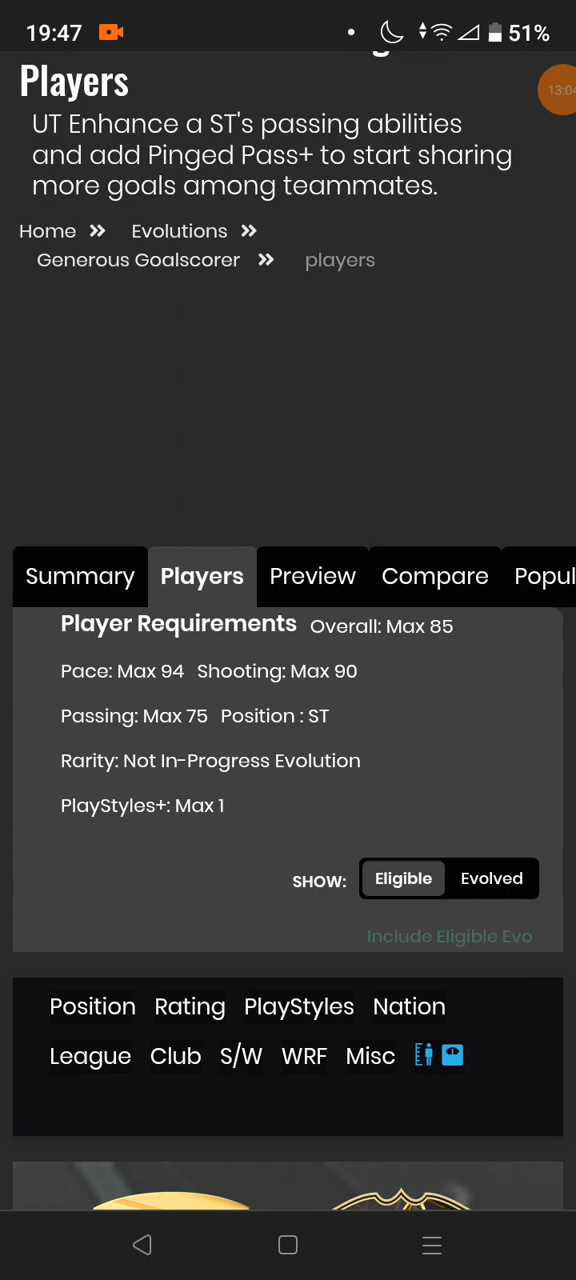 19:47
51%
13:04
Players
UT Enhance a ST's passing abilities
and add Pinged Pass+ to start sharing
more goals among teammates.
Home » Evolutions »
Generous Goalscorer » players
Summary Players Preview Compare Popul
Player Requirements Overall: Max 85
Pace: Max 94 Shooting: Max 90
Passing: Max 75 Position : ST
Rarity: Not In-Progress Evolution
PlayStyles+: Max 1
SHOW: Eligible Evolved
Include Eligible Evo
Position Rating PlayStyles Nation
League Club S/W WRF Misc